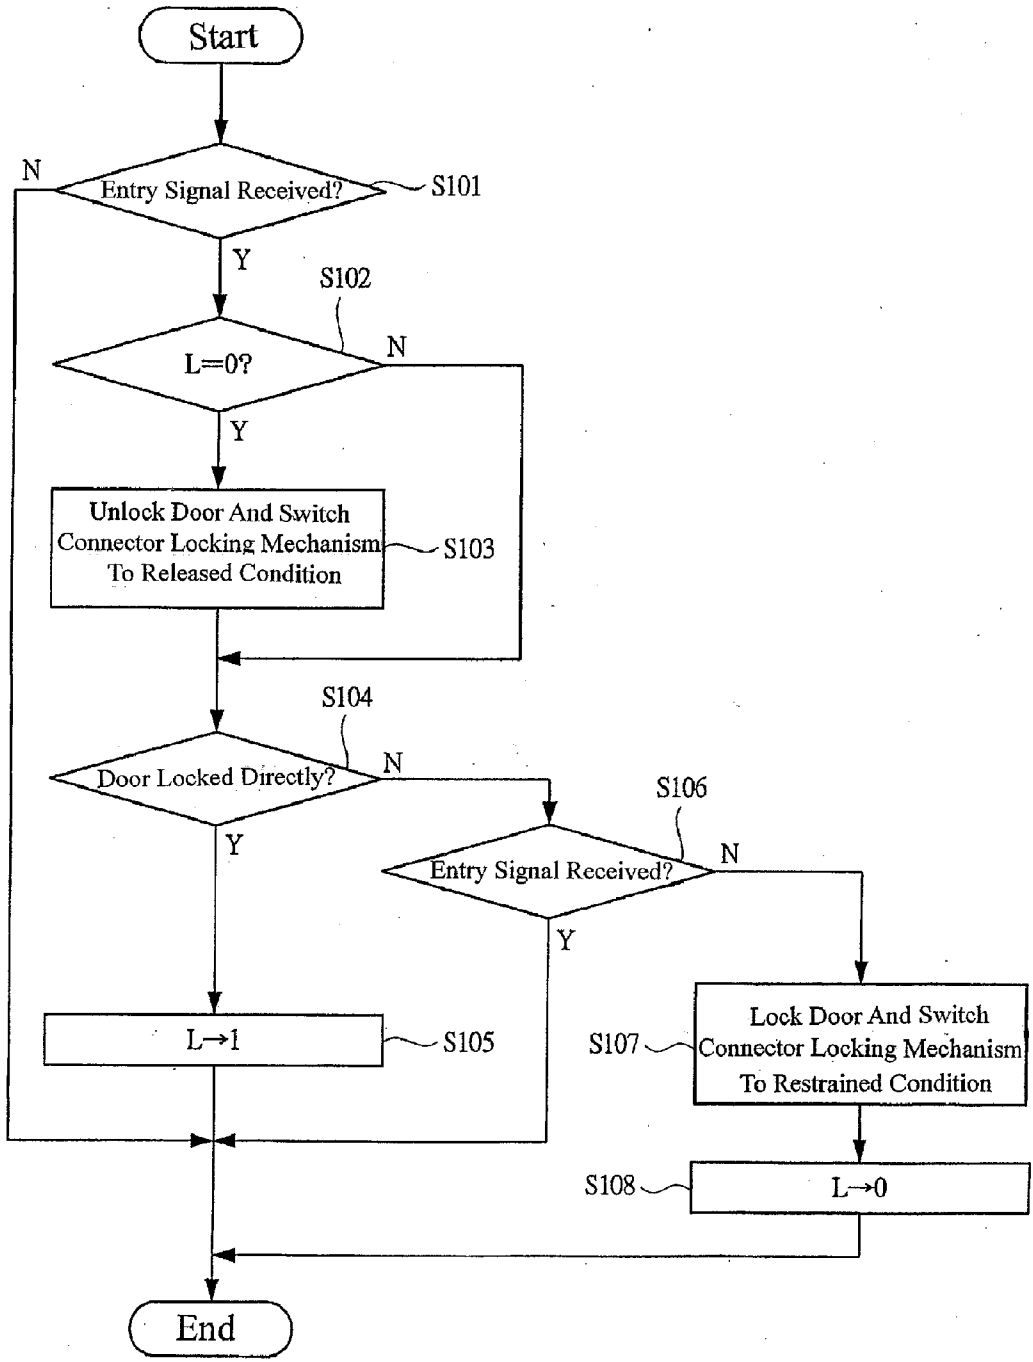 Start
N
Entry Signal Received?
S101
Y
S102
L=0?
N
Y
Unlock Door And Switch
Connector Locking Mechanism
To Released Condition
S103
S104
Door Locked Directly?
N
Y
S106
Entry Signal Received?
N
Y
L→1
S105
S107
Lock Door And Switch
Connector Locking Mechanism
To Restrained Condition
S108
L→0
End